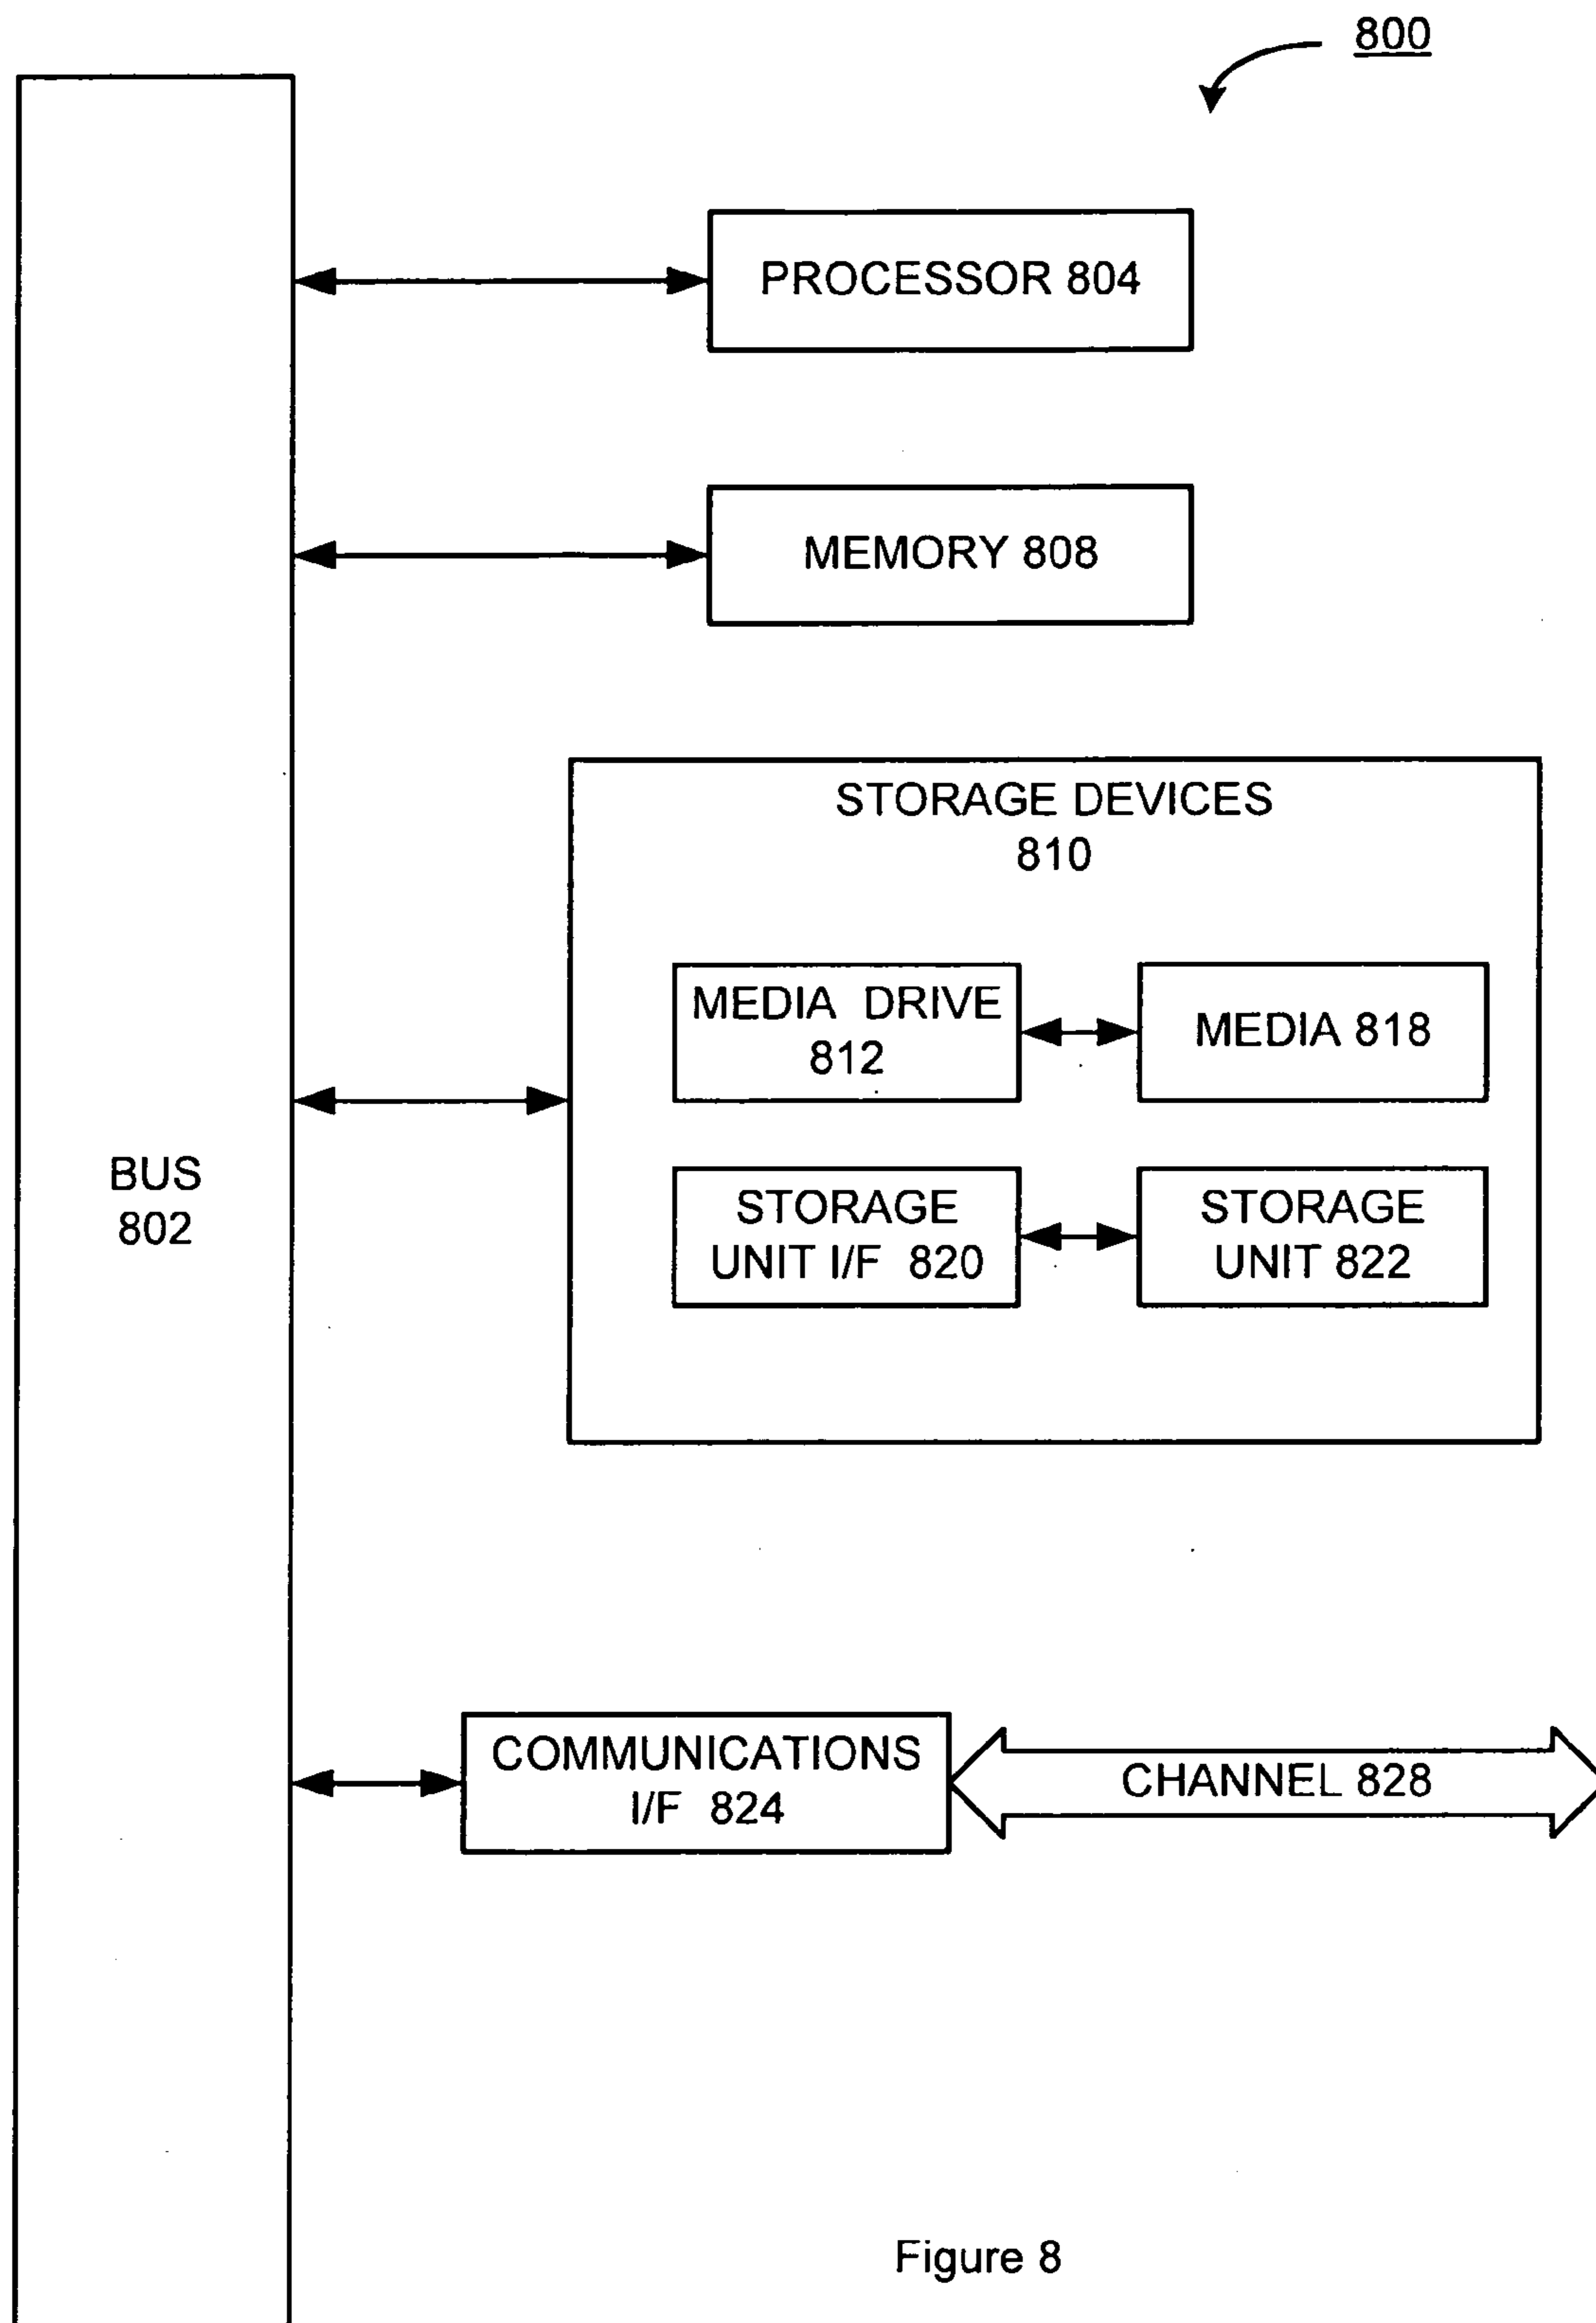 800
PROCESSOR 804
MEMORY 808
STORAGE DEVICES
810
MEDIA DRIVE
812
MEDIA 818
BUS
802
STORAGE
UNIT I/F 820
STORAGE
UNIT 822
COMMUNICATIONS
I/F 824
CHANNEL 828
Figure 8